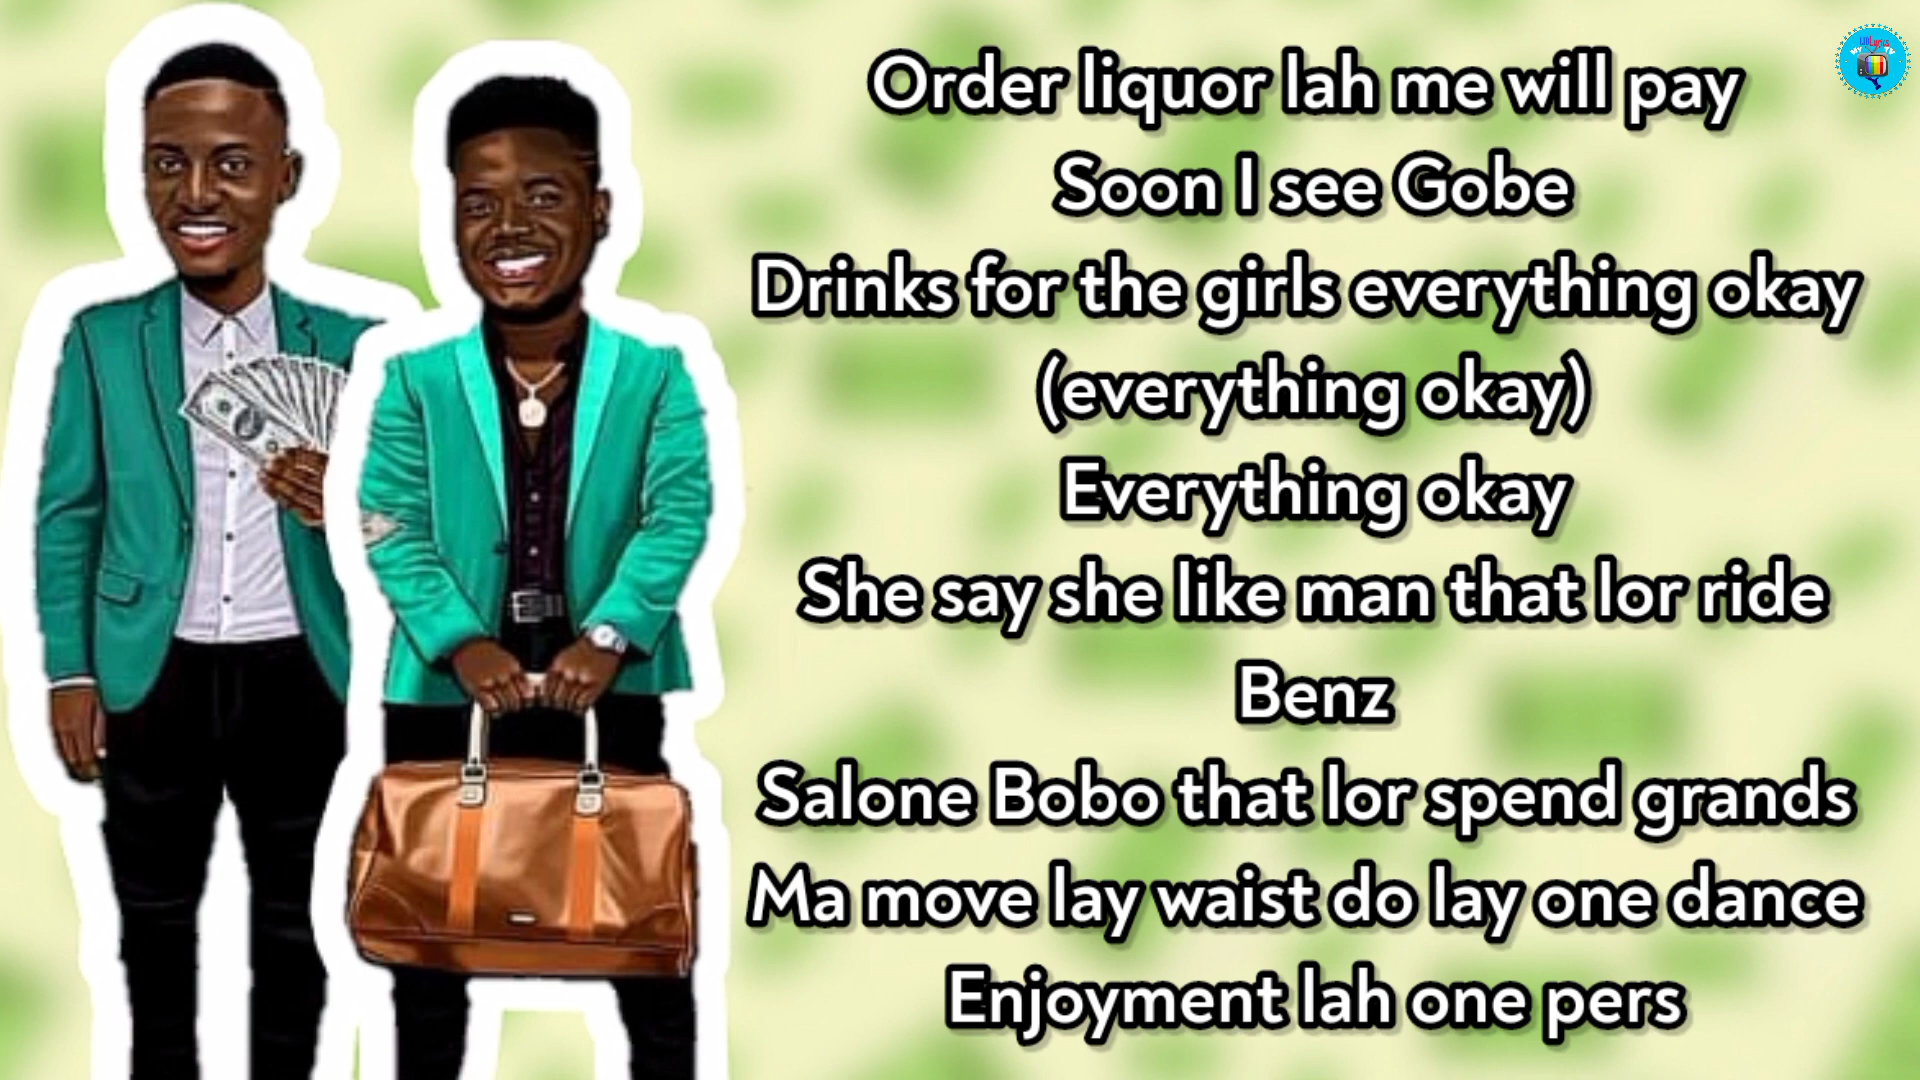 Order liquor lah me will pay
Soon I see Gobe
Drinks for the girls everything okay
(everything okay)
Everything okay
She say she like man that lor ride
Benz
Salone Bobo that lor spend grands
Ma move lay waist do lay one dance
Enjoyment lah one pers